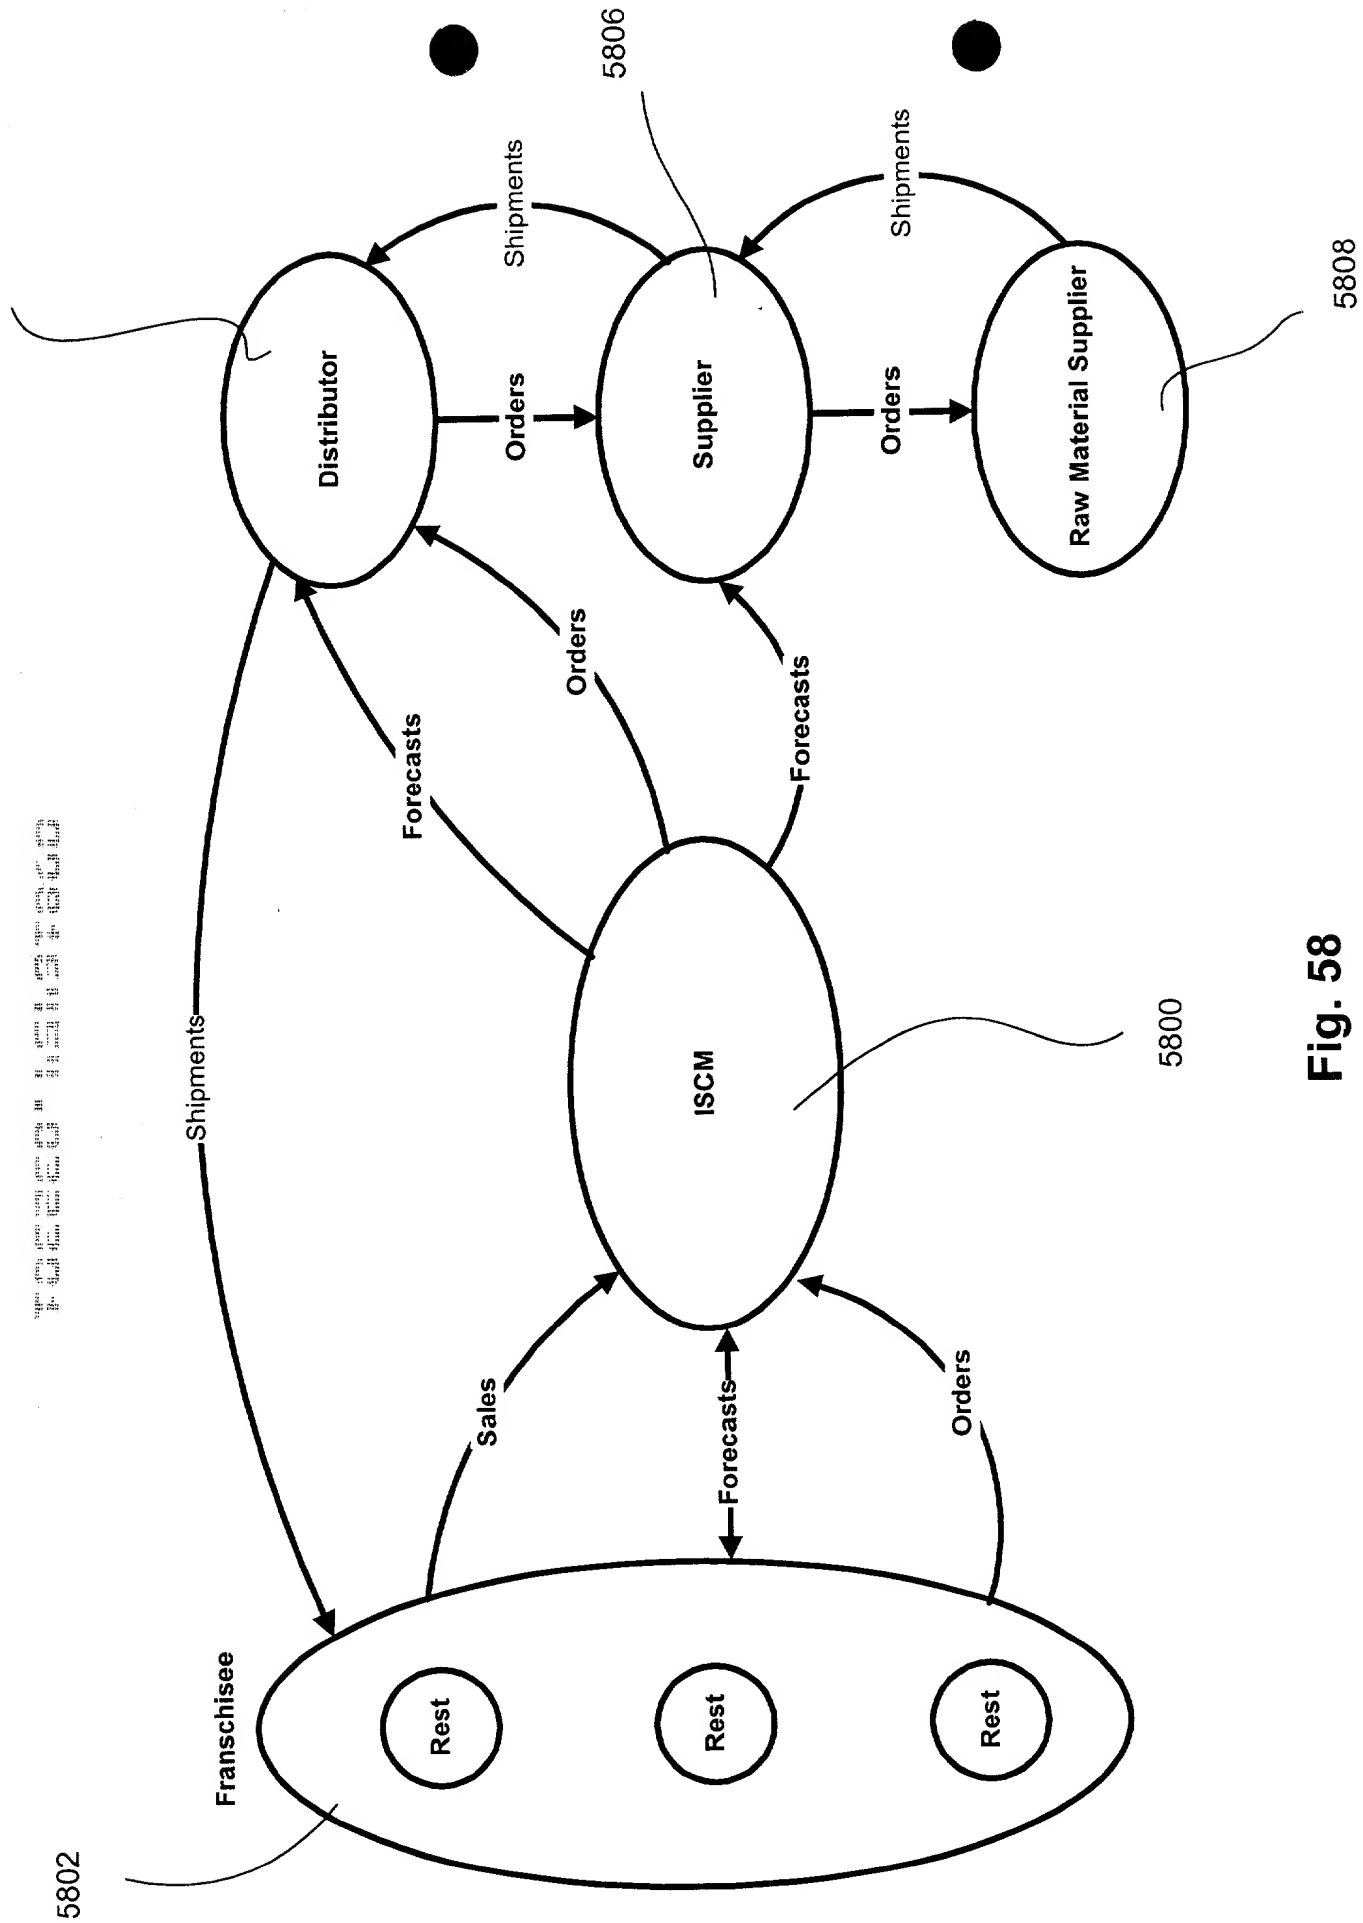 5802
Franschisee
Rest
Rest
Rest
Shipments
Sales
Forecasts
Orders
ISCM
5800
Forecasts
Orders
Forecasts
Distributor
Orders
Shipments
Supplier
5806
Orders
Shipments
Raw Material Supplier
5808
Fig. 58